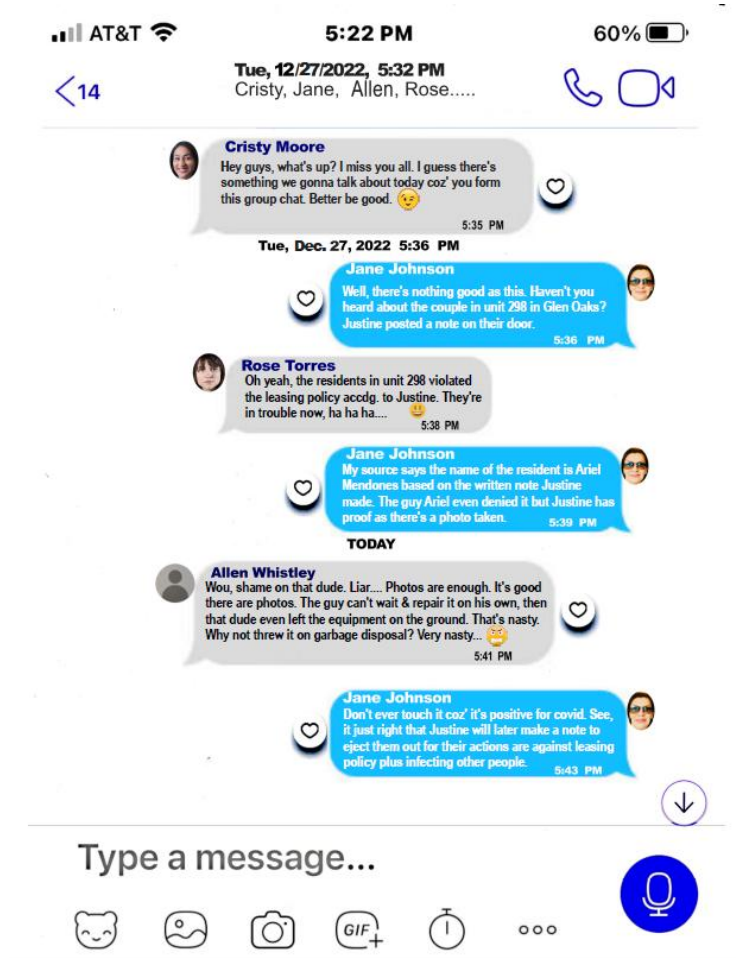 AT&T 5:22 PM 60%
Tue, 12/27/2022, 5:32 PM
14 Cristy, Jane, Allen, Rose.....
Cristy Moore
Hey guys, what's up? I miss you all. I guess there's
something we gonna talk about today coz' you form
this group chat. Better be good.
5:35 PM
Tue, Dec. 27, 2022 5:36 PM
Jane Johnson
Well, there's nothing good as this. Haven't you
heard about the couple in unit 298 in Glen Oaks?
Justine posted a note on their door.
5:36 PM
Rose Torres
Oh yeah, the residents in unit 298 violated
the leasing policy accdg. to Justine. They're
in trouble now, ha ha ha....
5:38 PM
Jane Johnson
My source says the name of the resident is Ariel
Mendones based on the written note Justine
made. The guy Ariel even denied it but Justine has
proof as there's a photo taken. 5:39 PM
TODAY
Allen Whistley
Wou, shame on that dude. Liar.... Photos are enough. It's good
there are photos. The guy can't wait & repair it on his own, then
that dude even left the equipment on the ground. That's nasty.
Why not threw it on garbage disposal? Very nasty...
5:41 PM
Jane Johnson
Don't ever touch it coz' it's positive for covid. See,
it just right that Justine will later make a note to
eject them out for their actions are against leasing
policy plus infecting other people.
5:43 PM
Type a message...
GIF